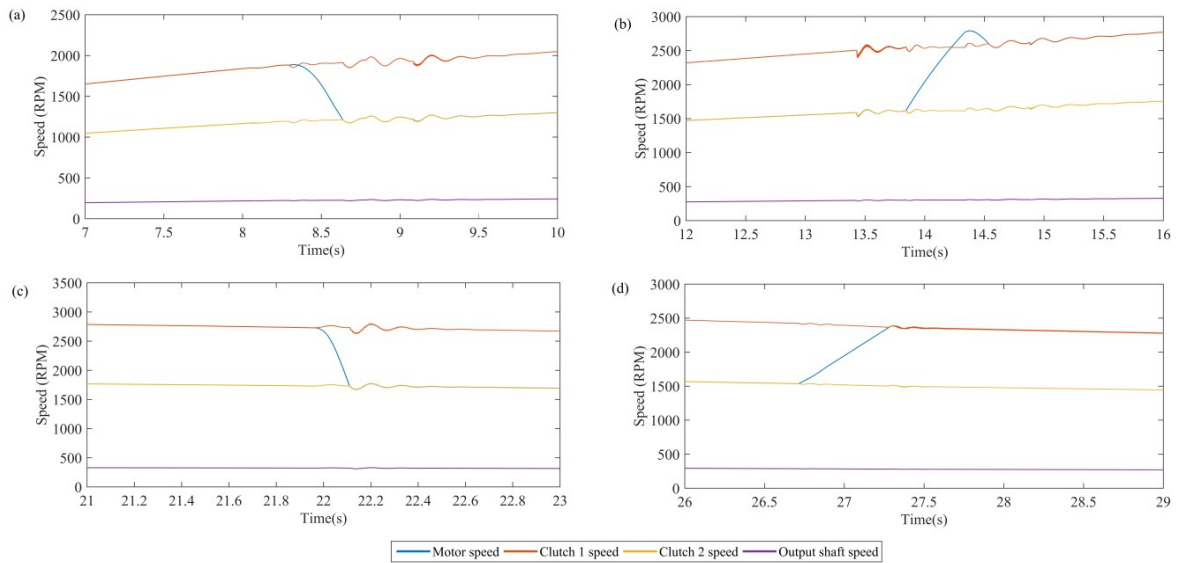 (a)
2500
2000
1500
1000
500
0
Speed (RPM)
7 7.5 8 8.5 9 9.5 10
Time(s)
(b)
3000
2500
2000
1500
1000
500
0
Speed (RPM)
12 12.5 13 13.5 14 14.5 15 15.5 16
Time(s)
(c)
3500
3000
2500
2000
1500
1000
500
0
Speed (RPM)
21 21.2 21.4 21.6 21.8 22 22.2 22.4 22.6 22.8 23
Time(s)
(d)
3000
2500
2000
1500
1000
500
0
Speed (RPM)
26 26.5 27 27.5 28 28.5 29
Time(s)
Motor speed Clutch 1 speed Clutch 2 speed Output shaft speed